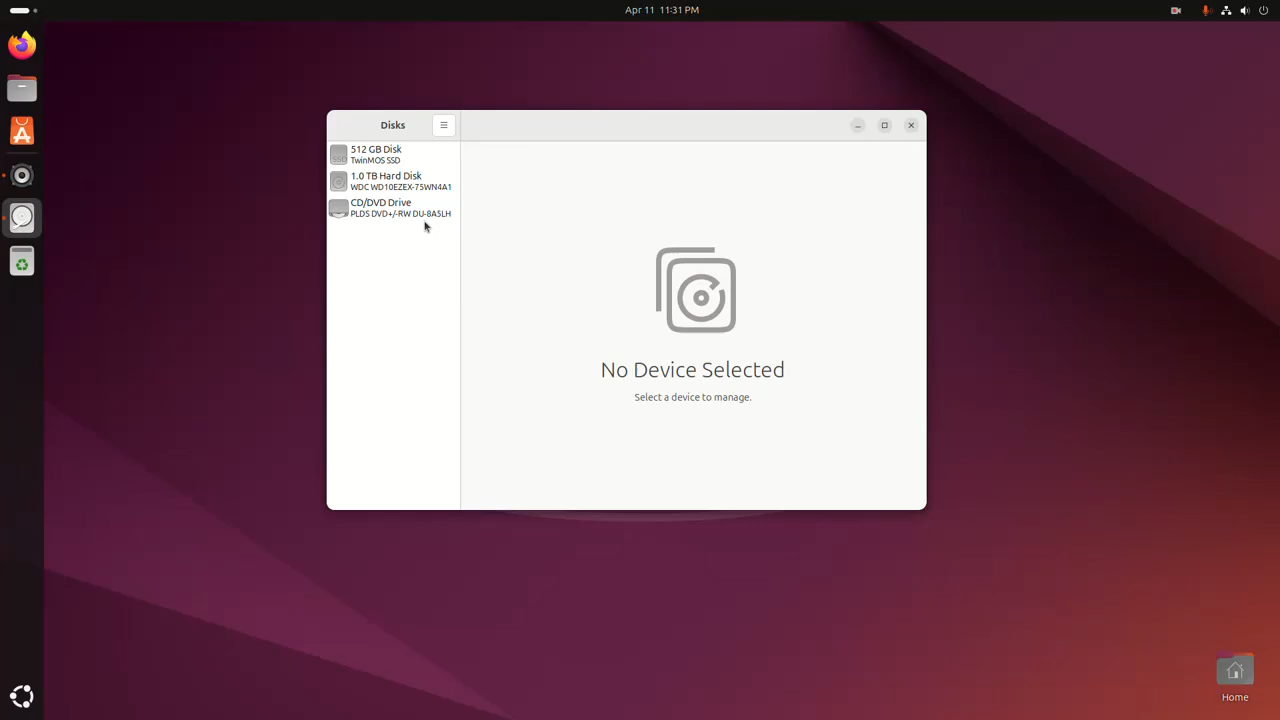 Apr 11 11:31 PM
Disks
512 GB Disk
TwinMOS SSD
1.0 TB Hard Disk
WDC WD10EZEX-75WN4A1
CD/DVD Drive
PLDS DVD+/-RW DU-8A5LH
No Device Selected
Select a device to manage.
Home